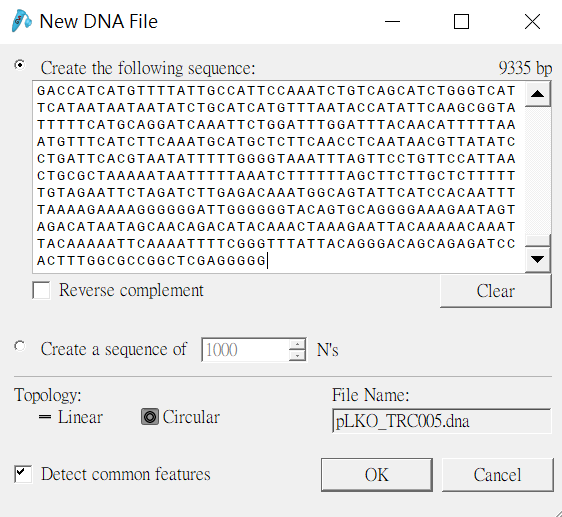 New DNA File
Create the following sequence: 9335 bp
GACCATCATGTTTTATTGCCATTCCAAATCTGTCAGCATCTGGGTCAT
TCATAATAATAATATCTGCATCATGTTTAATACCATATTCAAGCGGTA
TTTTTCATGCAGGATCAAATTCTGGATTTGGATTTACAACATTTTTAA
ATGTTTCATCTTCAAATGCATGCTCTTCAACCTCAATAACGTTATATC
CTGATTCACGTAATATTTTTGGGGTAAATTTAGTTCCTGTTCCATTAA
CTGCGCTAAAAATAATTTTTAAATCTTTTTTAGCTTCTTGCTCTTTTT
TGTAGAATTCTAGATCTTGAGACAAATGGCAGTATTCATCCACAATTT
TAAAAGAAAAGGGGGGATTGGGGGGTACAGTGCAGGGGAAAGAATAGT
AGACATAATAGCAACAGACATACAAACTAAAGAATTACAAAAACAAAT
TACAAAAATTCAAAATTTTCGGGTTTATTACAGGGACAGCAGAGATCC
ACTTTGGCGCCGGCTCGAGGGGG
Reverse complement Clear
Create a sequence of 1000 N's
Topology: File Name:
Linear Circular pLKO_TRC005.dna
Detect common features OK Cancel